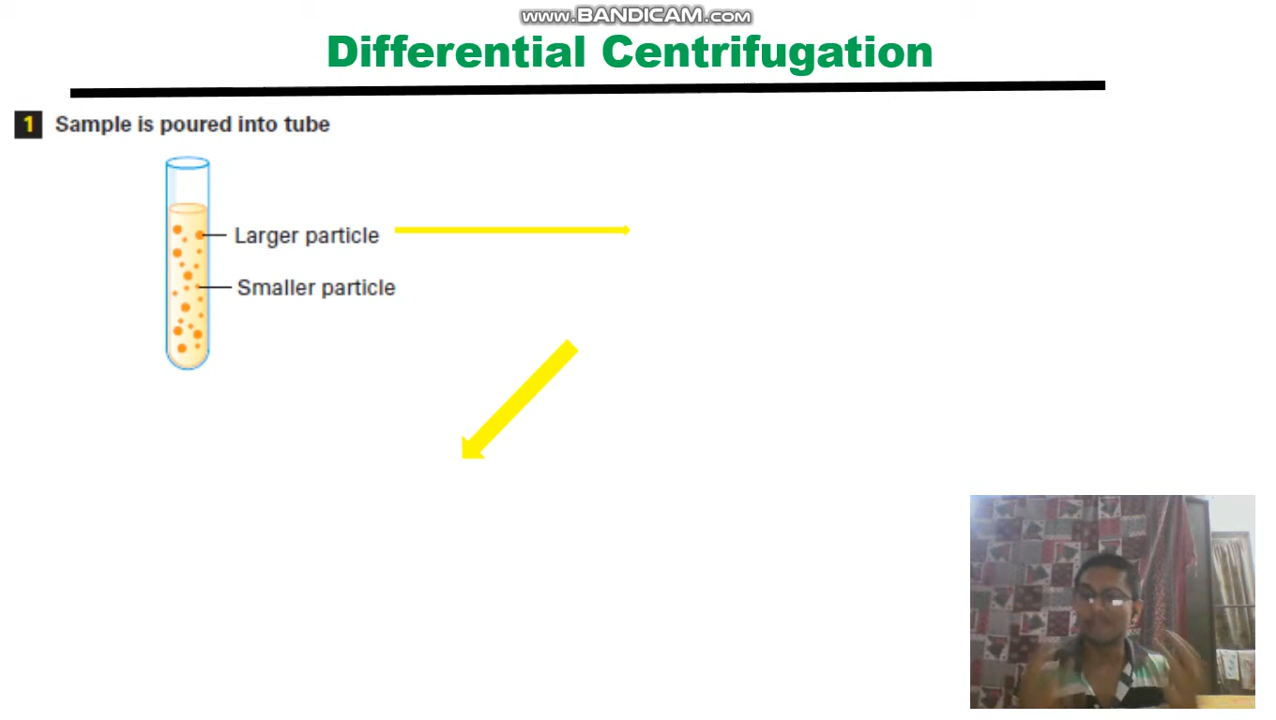 www.BANDICAM.com
Differential Centrifugation
1 Sample is poured into tube
Larger particle
Smaller particle